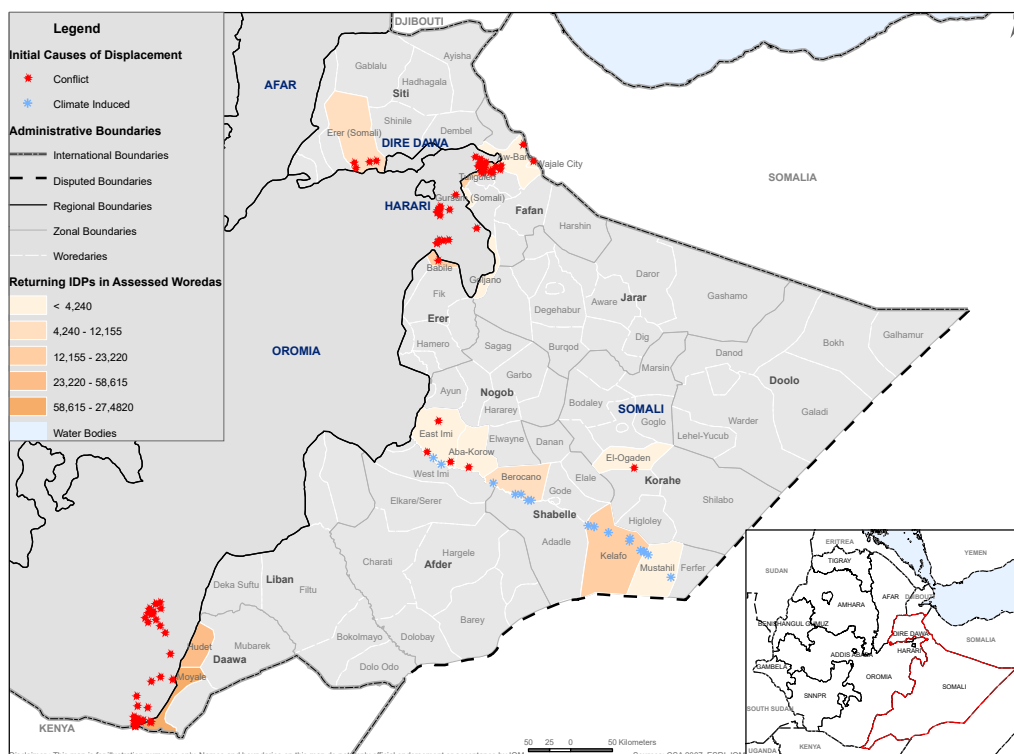 Legend
Initial Causes of Displacement
Conflict
Climate Induced
Administrative Boundaries
International Boundaries
Disputed Boundaries
Regional Boundaries
Zonal Boundaries
Woredaries
Returning IDPs in Assessed Woredas
< 4,240
4,240 - 12,155
12,155 - 23,220
23,220 - 58,615
58,615 - 27,4820
Water Bodies
DJIBOUTI
Ayisha
Gablalu
Hadhagala
AFAR
Siti
Shinile
Erer (Somali)
Dembel
DIRE DAWA
Aw-Bare
Wajale City
Tuliguled
SOMALIA
HARARI
Gursum (Somali)
Fafan
Harshin
Babile
Goljano
Daror
Fik
Aware
Jarar
Gashamo
Erer
Degehabur
Hamero
Sagag
Burqod
Dig
Galhamur
OROMIA
Bokh
Danod
Marsin
Garbo
Doolo
Ayun
Nogob
Bodaley
SOMALI
Hararey
Goglo
Warder
Galadi
East Imi
Elwayne
Danan
Lehel-Yucub
Aba-Korow
El-Ogaden
West Imi
Berocano
Elale
Korahe
Gode
Elkare/Serer
Shabelle
Shilabo
Higloley
Adadle
Hargele
Kelafo
Charati
Afder
Mustahil
Ferfer
Deka Suftu
Liban
Filtu
Barey
Bokolmayo
Dolobay
Hudet
Mubarek
Daawa
Dolo Odo
Moyale
KENYA
50 25 0 50 Kilometers
ERITREA
YEMEN
TIGRAY
SUDAN
AFAR
DJIBOUTI
AMHARA
BENISHANGUL GUMUZ
DIRE DAWA
SOMALIA
ADDIS ABABA
HARARI
GAMBELA
OROMIA
SOMALI
SNNPR
SOUTH SUDAN
UGANDA
KENYA